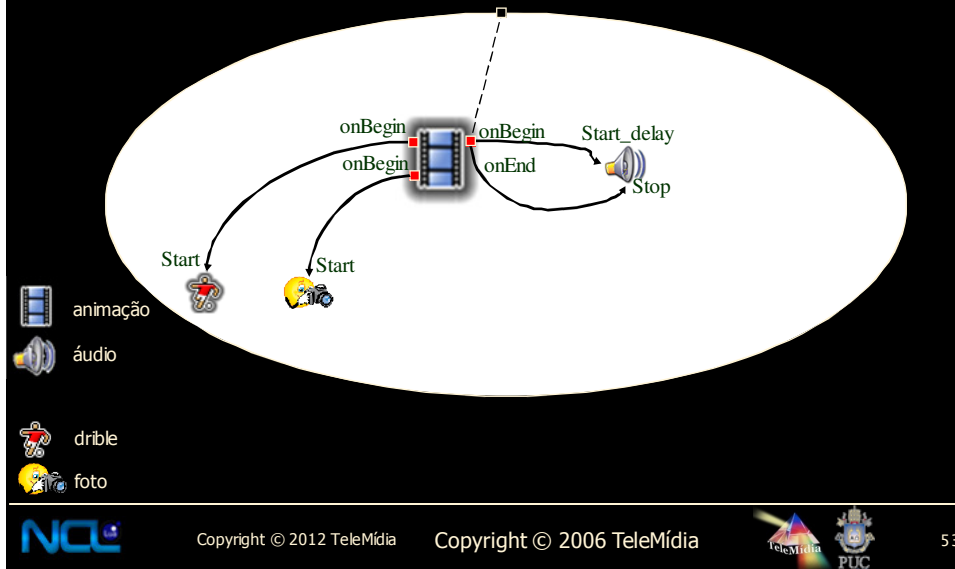 onBegin
onBegin
Start_delay
onBegin
onEnd
Stop
Start
Start
animação
áudio
drible
foto
NCL
Copyright © 2012 TeleMídia
Copyright © 2006 TeleMídia
TeleMídia
PUC
53